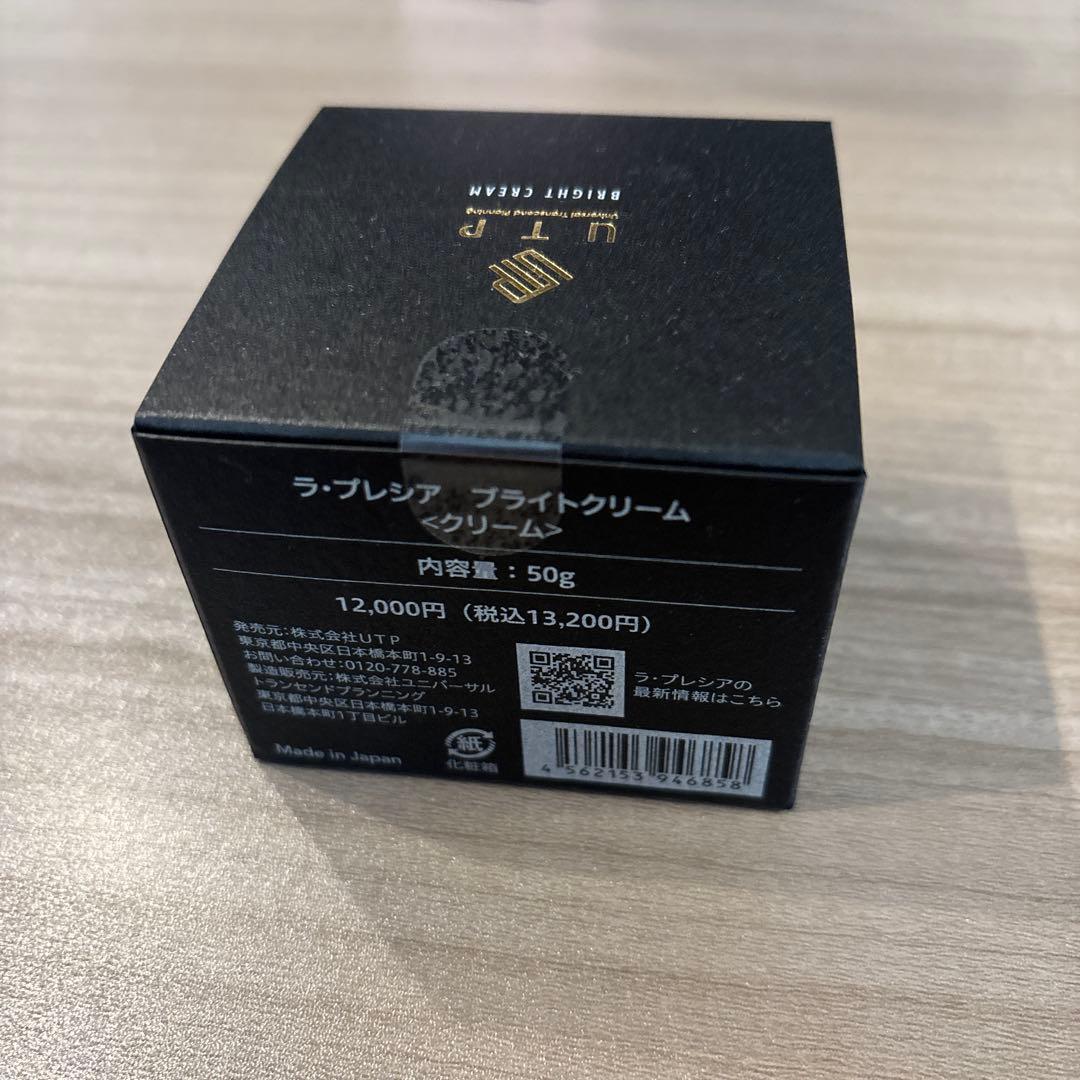 UTP
UTP
Universal Transcend Planning
BRIGHT CREAM
ラ・プレシア ブライトクリーム
<クリーム>
内容量：50g
12,000円（税込13,200円）
発売元：株式会社UTP
東京都中央区日本橋本町1-9-13
お問い合わせ：0120-778-885
製造販売元：株式会社ユニバーサル
トランセンドプランニング
東京都中央区日本橋本町1-9-13
日本橋本町1丁目ビル
Made in Japan
紙
化粧箱
ラ・プレシアの
最新情報はこちら
4 562153 946858